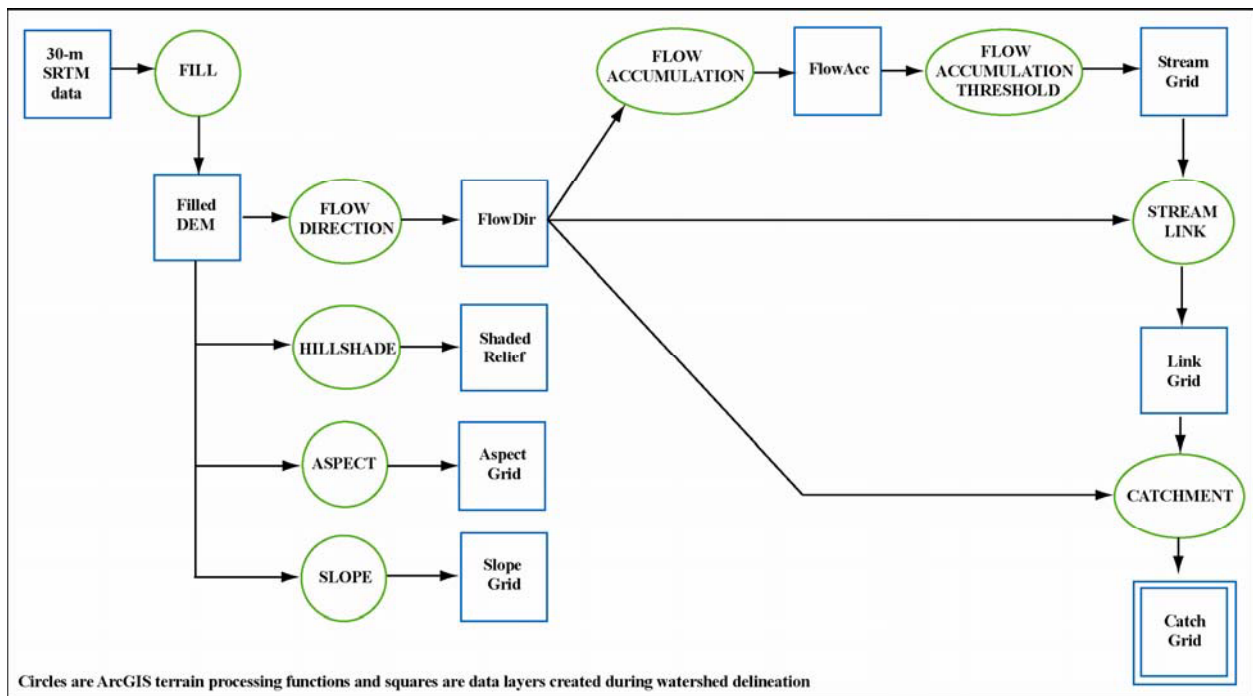 30-m
SRTM
data
FILL
FLOW
ACCUMULATION
FlowAcc
FLOW
ACCUMULATION
THRESHOLD
Stream
Grid
Filled
DEM
FLOW
DIRECTION
FlowDir
STREAM
LINK
HILLSHADE
Shaded
Relief
Link
Grid
ASPECT
Aspect
Grid
CATCHMENT
SLOPE
Slope
Grid
Catch
Grid
Circles are ArcGIS terrain processing functions and squares are data layers created during watershed delineation